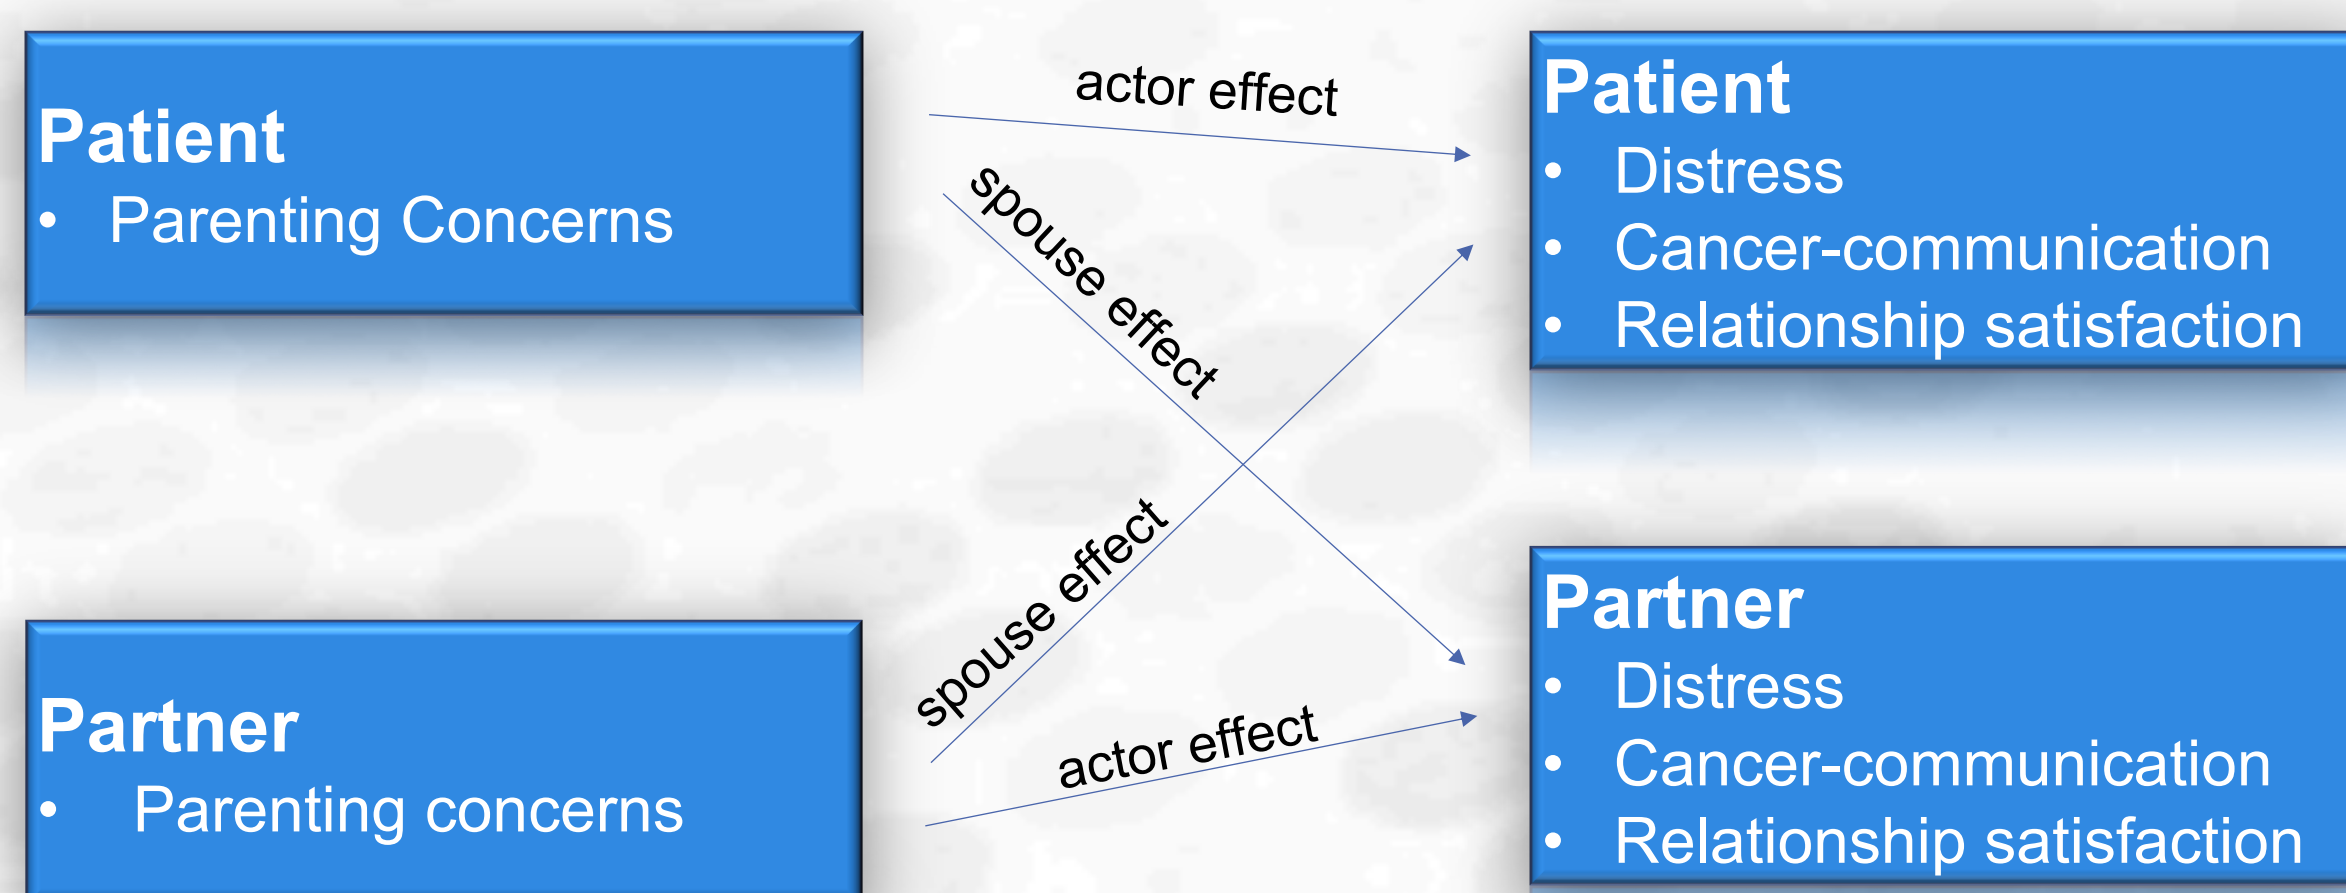 Patient
• Parenting Concerns
actor effect
spouse effect
Patient
• Distress
• Cancer-communication
• Relationship satisfaction
Partner
• Parenting concerns
spouse effect
actor effect
Partner
• Distress
• Cancer-communication
• Relationship satisfaction